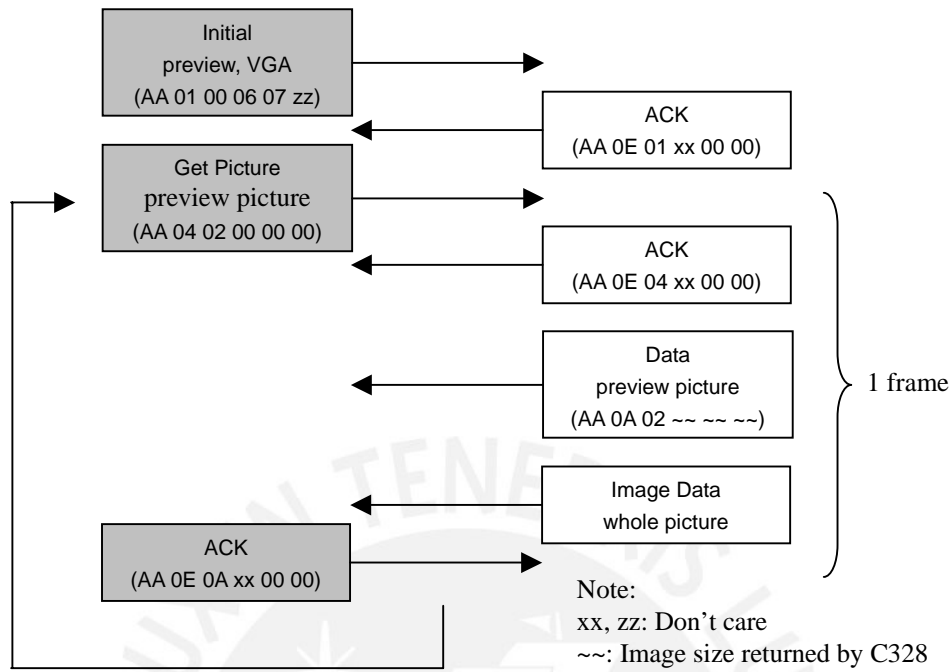 Initial
preview, VGA
(AA 01 00 06 07 zz)
ACK
(AA 0E 01 xx 00 00)
Get Picture
preview picture
(AA 04 02 00 00 00)
ACK
(AA 0E 04 xx 00 00)
Data
preview picture
(AA 0A 02 ~~ ~~ ~~)
1 frame
Image Data
whole picture
ACK
(AA 0E 0A xx 00 00)
Note:
xx, zz: Don’t care
~~: Image size returned by C328